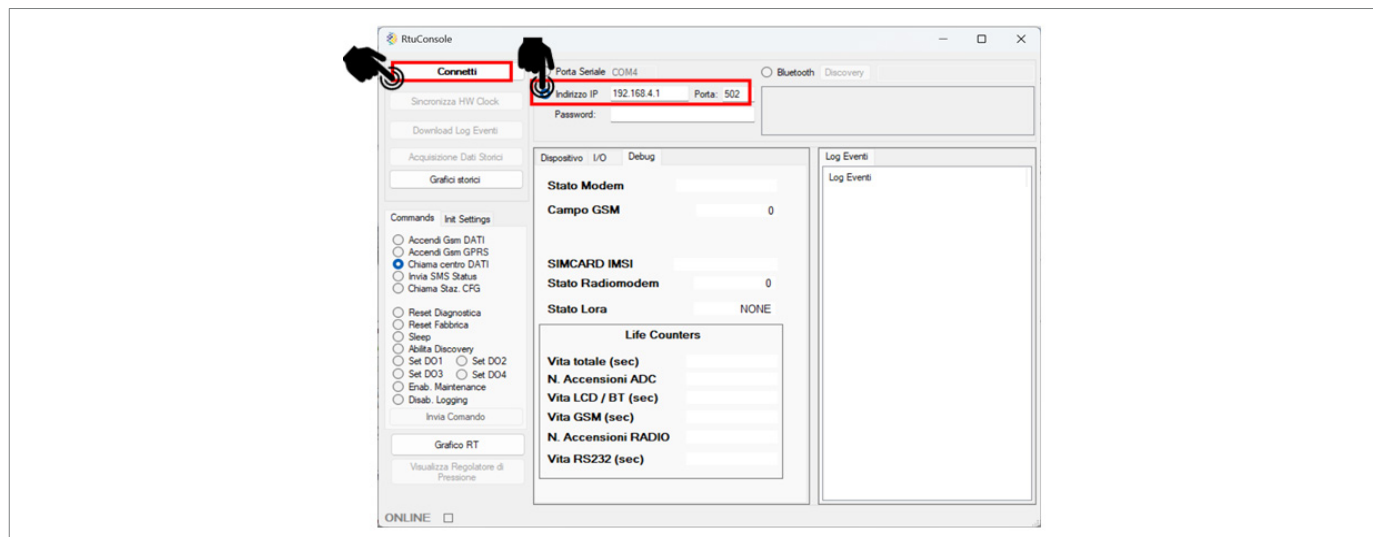 RtuConsole
Connetti
Porta Seriale COM4
Bluetooth Discovery
Indirizzo IP 192.168.4.1 Porta: 502
Password:
Sincronizza HW Clock
Download Log Eventi
Acquisizione Dati Storici
Grafici storici
Commands Init Settings
Accendi Gsm DATI
Accendi Gsm GPRS
Chiama centro DATI
Invia SMS Status
Chiama Staz. CFG
Reset Diagnostica
Reset Fabbrica
Sleep
Abilita Discovery
Set DO1 Set DO2
Set DO3 Set DO4
Enab. Maintenance
Disab. Logging
Invia Comando
Grafico RT
Visualizza Regolatore di
Pressione
ONLINE
Dispositivo I/O Debug
Stato Modem
Campo GSM 0
SIMCARD IMSI
Stato Radiomodem 0
Stato Lora NONE
Life Counters
Vita totale (sec)
N. Accensioni ADC
Vita LCD / BT (sec)
Vita GSM (sec)
N. Accensioni RADIO
Vita RS232 (sec)
Log Eventi
Log Eventi